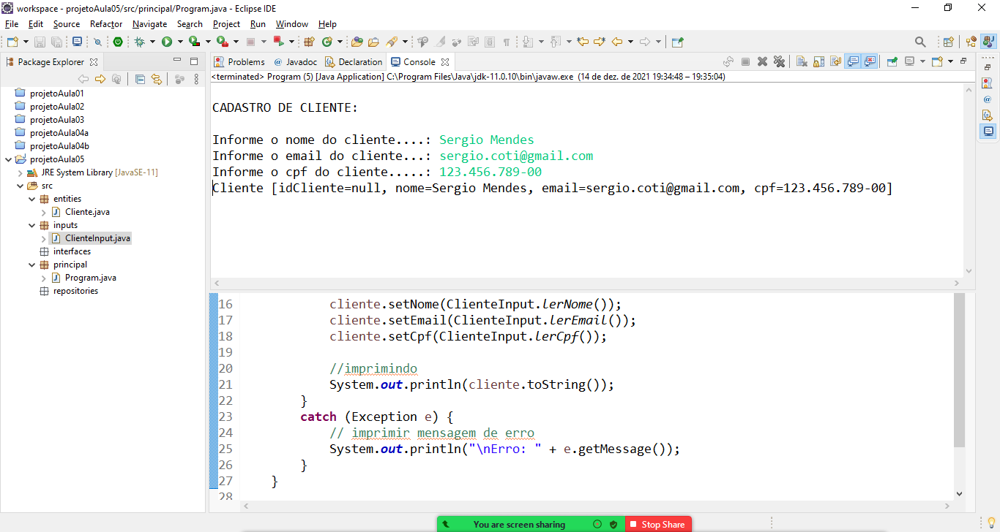 workspace - projetoAula05/src/principal/Program.java - Eclipse IDE
File Edit Source Refactor Navigate Search Project Run Window Help
Package Explorer
projetoAula01
projetoAula02
projetoAula03
projetoAula04a
projetoAula04b
projetoAula05
JRE System Library [JavaSE-11]
src
entities
Cliente.java
inputs
ClienteInput.java
interfaces
principal
Program.java
repositories
Problems @ Javadoc Declaration Console
<terminated> Program (5) [Java Application] C:\Program Files\Java\jdk-11.0.10\bin\javaw.exe (14 de dez. de 2021 19:34:48 – 19:35:04)
CADASTRO DE CLIENTE:
Informe o nome do cliente....: Sergio Mendes
Informe o email do cliente...: sergio.coti@gmail.com
Informe o cpf do cliente.....: 123.456.789-00
Cliente [idCliente=null, nome=Sergio Mendes, email=sergio.coti@gmail.com, cpf=123.456.789-00]
16 cliente.setNome(ClienteInput.lerNome());
17 cliente.setEmail(ClienteInput.lerEmail());
18 cliente.setCpf(ClienteInput.lerCpf());
19
20 //imprimindo
21 System.out.println(cliente.toString());
22 }
23 catch (Exception e) {
24 // imprimir mensagem de erro
25 System.out.println("\nErro: " + e.getMessage());
26 }
27 }
28
You are screen sharing Stop Share